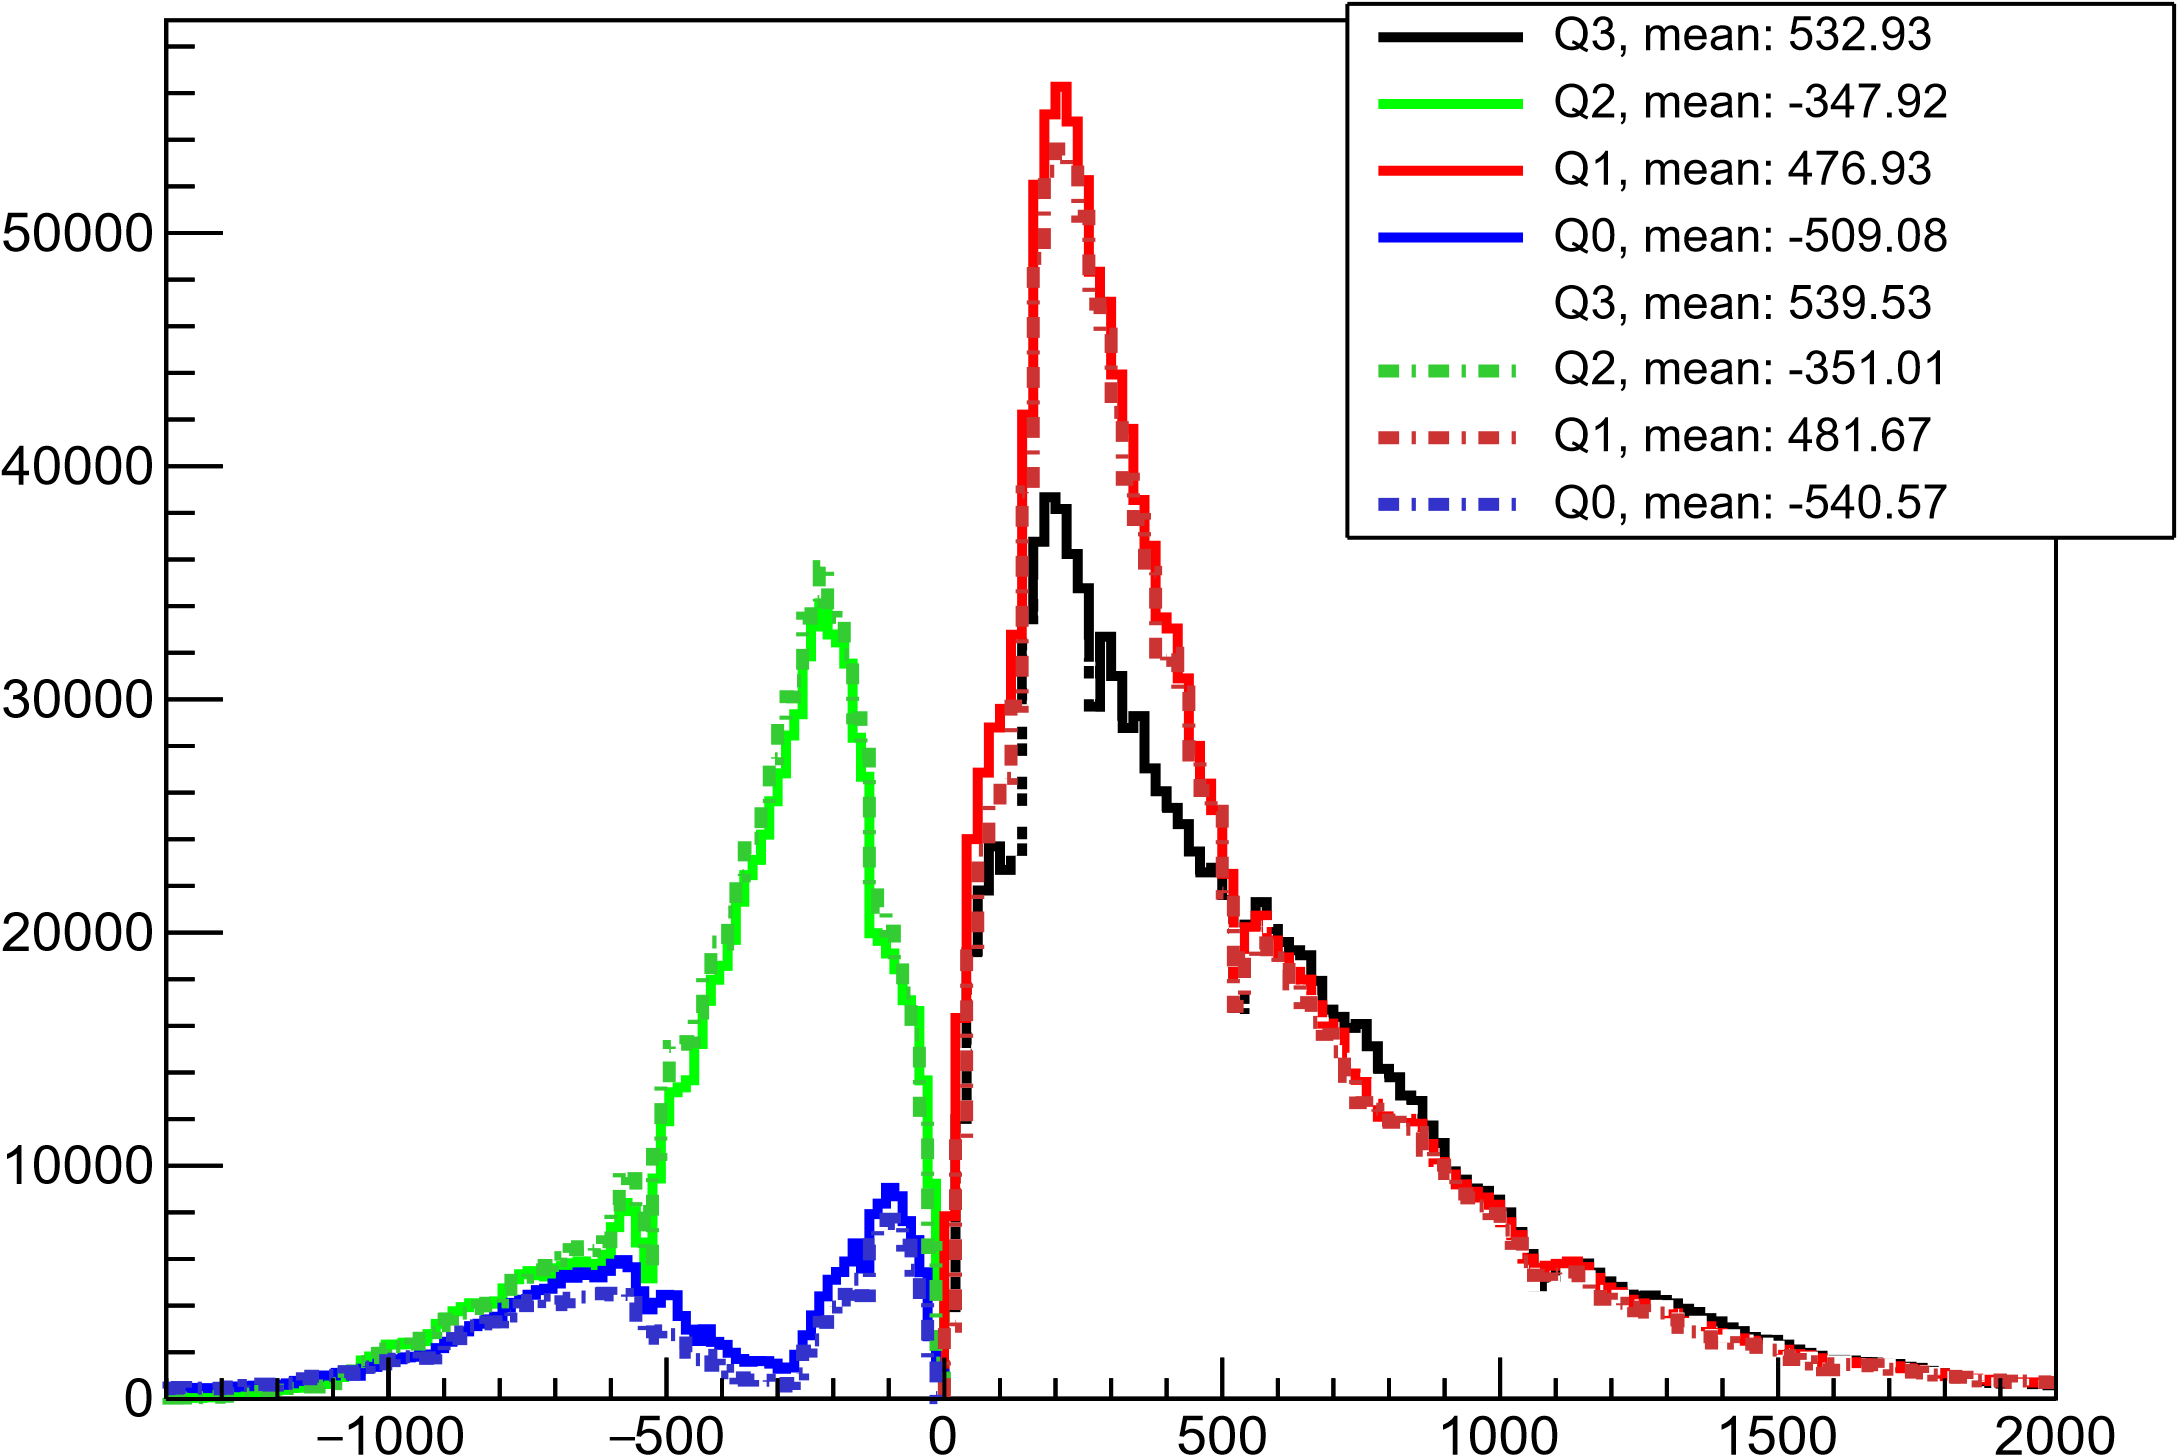 Q3, mean: 532.93
Q2, mean: -347.92
Q1, mean: 476.93
Q0, mean: -509.08
Q3, mean: 539.53
Q2, mean: -351.01
Q1, mean: 481.67
Q0, mean: -540.57
50000
40000
30000
20000
10000
0
−1000 −500 0 500 1000 1500 2000